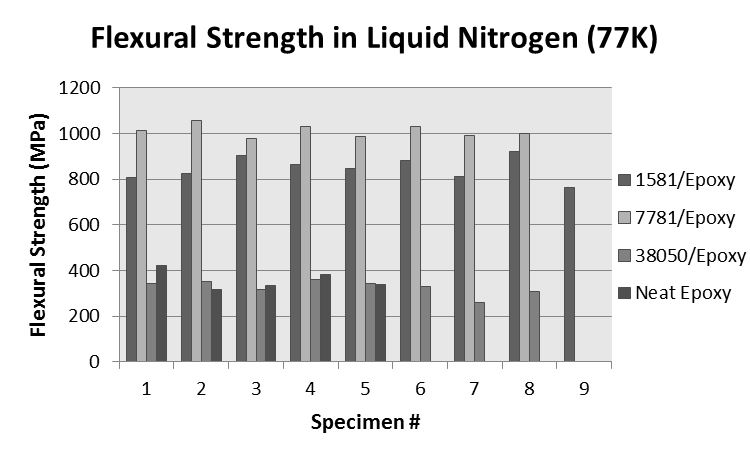 Flexural Strength in Liquid Nitrogen (77K)
1200
1000
800
600
400
200
0
Flexural Strength (MPa)
1 2 3 4 5 6 7 8 9
Specimen #
1581/Epoxy
7781/Epoxy
38050/Epoxy
Neat Epoxy